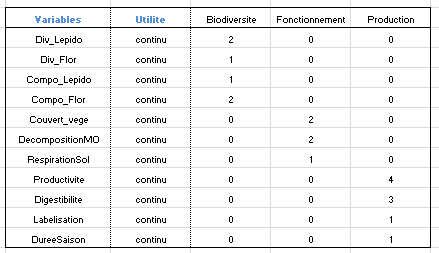 Variables Utilite Biodiversite Fonctionnement Production
Div_Lepido continu 2 0 0
Div_Flor continu 1 0 0
Compo_Lepido continu 1 0 0
Compo_Flor continu 2 0 0
Couvert_vege continu 0 2 0
DecompositionMO continu 0 2 0
RespirationSol continu 0 1 0
Productivite continu 0 0 4
Digestibilite continu 0 0 3
Labelisation continu 0 0 1
DureeSaison continu 0 0 1